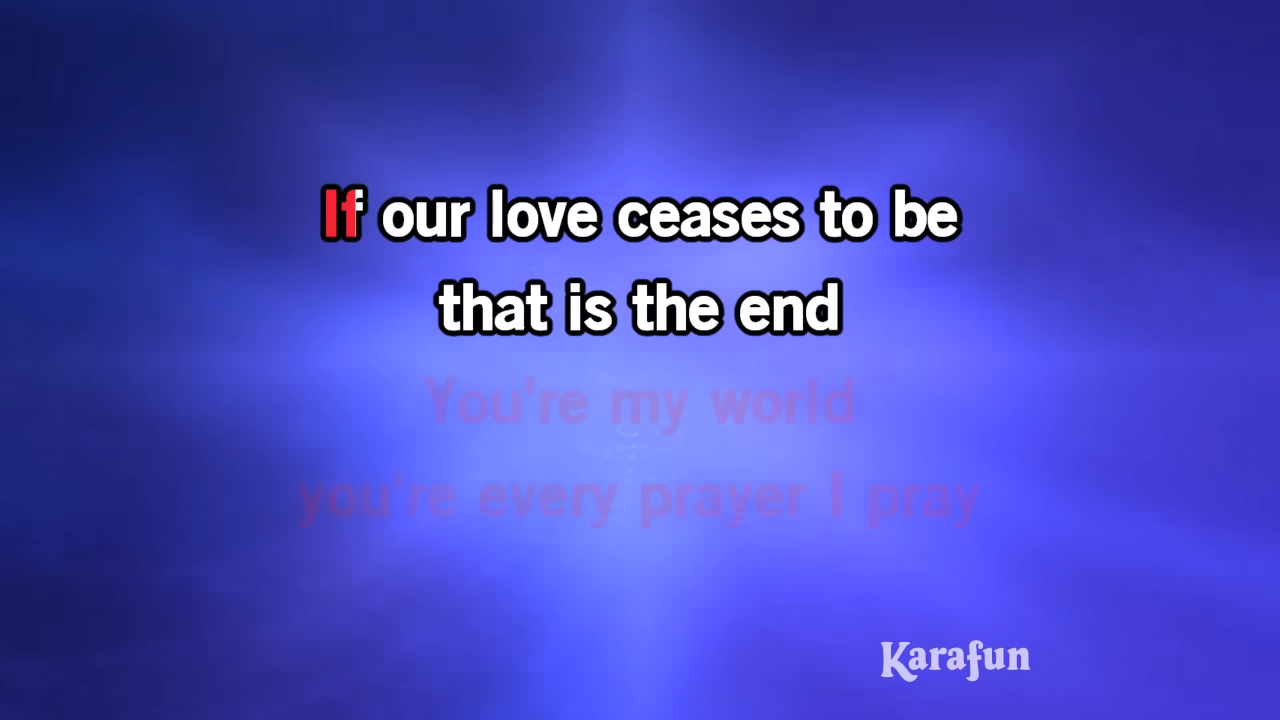 If our love ceases to be
that is the end
You're my world
you're every prayer I pray
Karafun